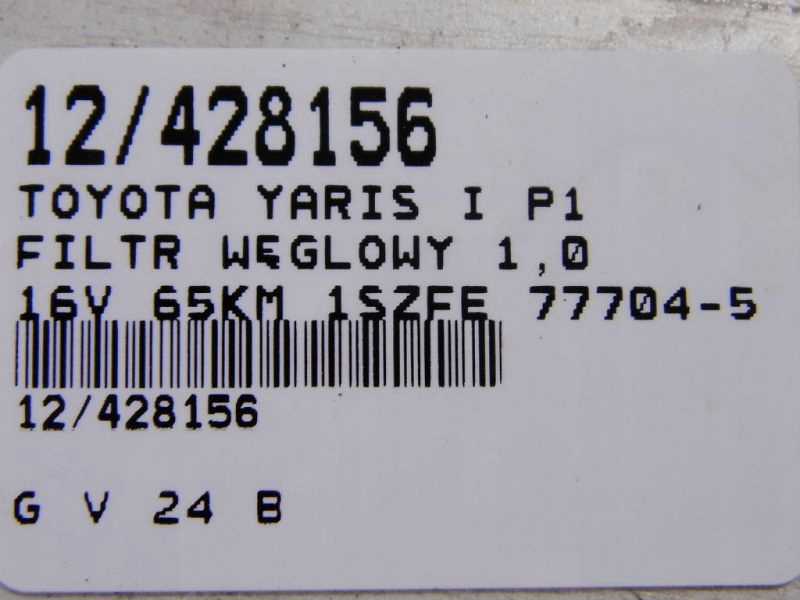 12/428156
TOYOTA YARIS I P1
FILTR WĘGLOWY 1,0
16V 65KM 1SZFE 77704-5
12/428156
G V 24 B